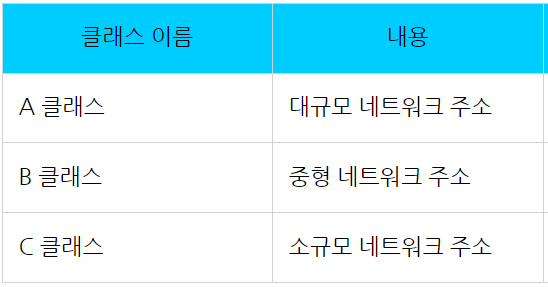 클래스 이름 내용
A 클래스 대규모 네트워크 주소
B 클래스 중형 네트워크 주소
C 클래스 소규모 네트워크 주소